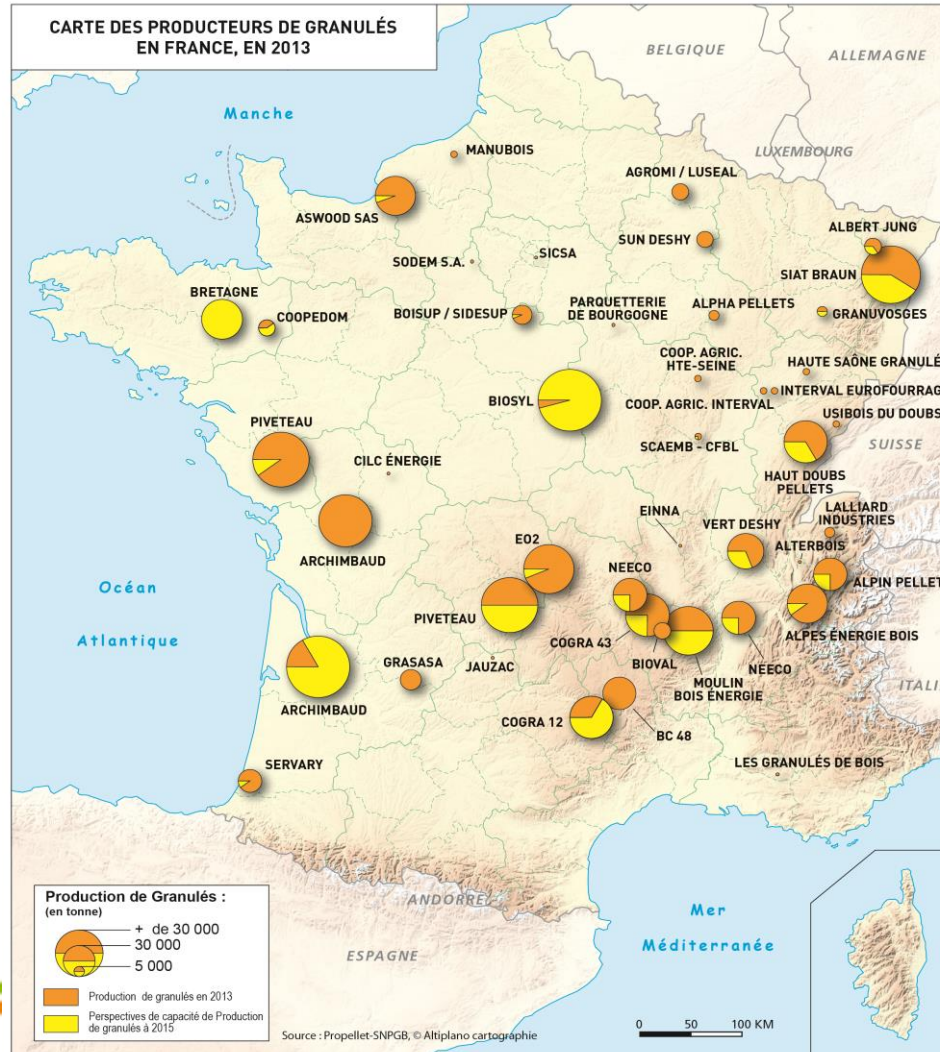 CARTE DES PRODUCTEURS DE GRANULÉS
EN FRANCE, EN 2013
BELGIQUE
ALLEMAGNE
LUXEMBOURG
Manche
MANUBOIS
AGROMI / LUSEAL
ASWOOD SAS
SUN DESHY
ALBERT JUNG
SODEM S.A.
SICSA
SIAT BRAUN
BRETAGNE
COOPEDOM
BOISUP / SIDESUP
PARQUETTERIE
DE BOURGOGNE
ALPHA PELLETS
GRANUVOSGES
COOP. AGRIC.
HTE-SEINE
HAUTE SAÔNE GRANULÉ
BIOSYL
COOP. AGRIC. INTERVAL
INTERVAL EUROFOURRAG
USIBOIS DU DOUBS
PIVETEAU
SCAEMB - CFBL
SUISSE
CILC ÉNERGIE
HAUT DOUBS
PELLETS
LALLIARD
INDUSTRIES
ARCHIMBAUD
EINNA
VERT DESHY
EO2
ALTERBOIS
NEECO
ALPIN PELLET
Océan
Atlantique
PIVETEAU
COGRA 43
ALPES ÉNERGIE BOIS
BIOVAL
NEECO
JAUZAC
MOULIN
BOIS ÉNERGIE
GRASASA
ITALI
ARCHIMBAUD
COGRA 12
BC 48
SERVARY
LES GRANULÉS DE BOIS
Production de Granulés :
(en tonne)
+ de 30 000
30 000
5 000
Production de granulés en 2013
Perspectives de capacité de Production
de granulés à 2015
ANDORRE
ESPAGNE
Mer
Méditerranée
Source : Propellet-SNPGB, © Altiplano cartographie
0 50 100 KM